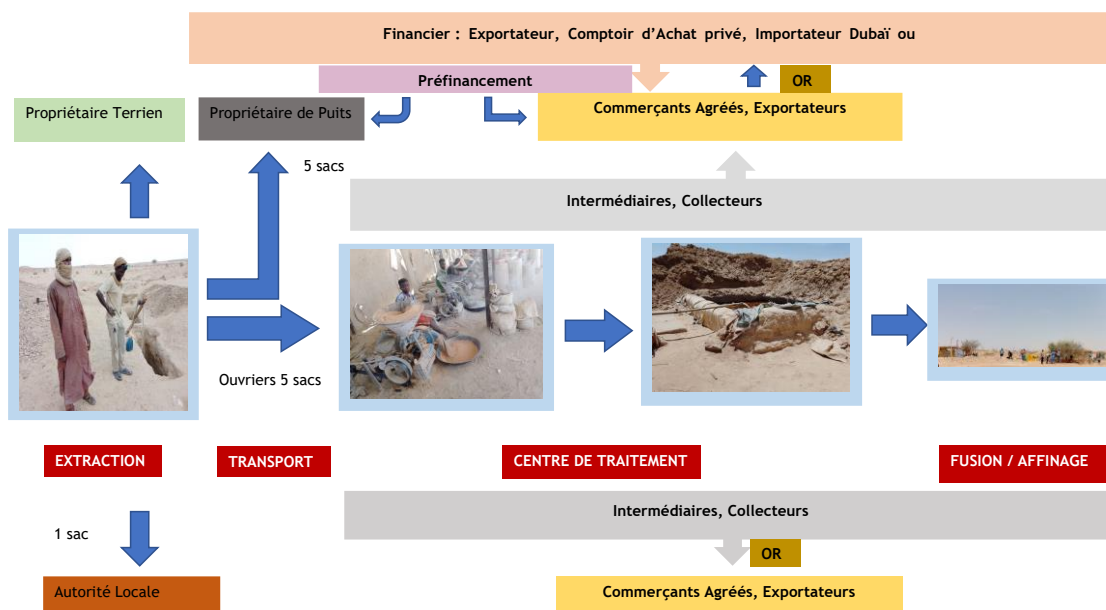 Financier : Exportateur, Comptoir d’Achat privé, Importateur Dubaï ou
Préfinancement
OR
Propriétaire Terrien
Propriétaire de Puits
Commerçants Agréés, Exportateurs
5 sacs
Intermédiaires, Collecteurs
Ouvriers 5 sacs
EXTRACTION
TRANSPORT
CENTRE DE TRAITEMENT
FUSION / AFFINAGE
Intermédiaires, Collecteurs
1 sac
OR
Autorité Locale
Commerçants Agréés, Exportateurs